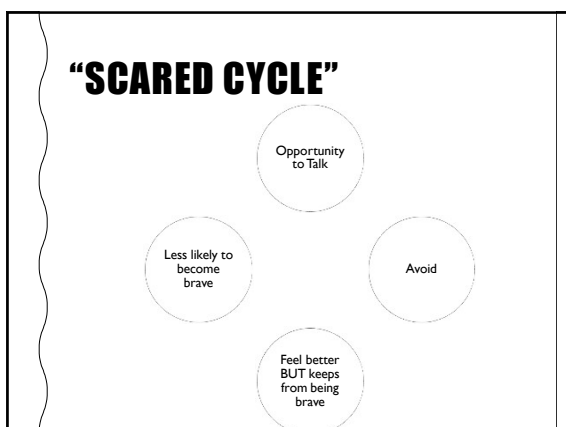 “SCARED CYCLE”
Opportunity
to Talk
Avoid
Feel better
BUT keeps
from being
brave
Less likely to
become
brave